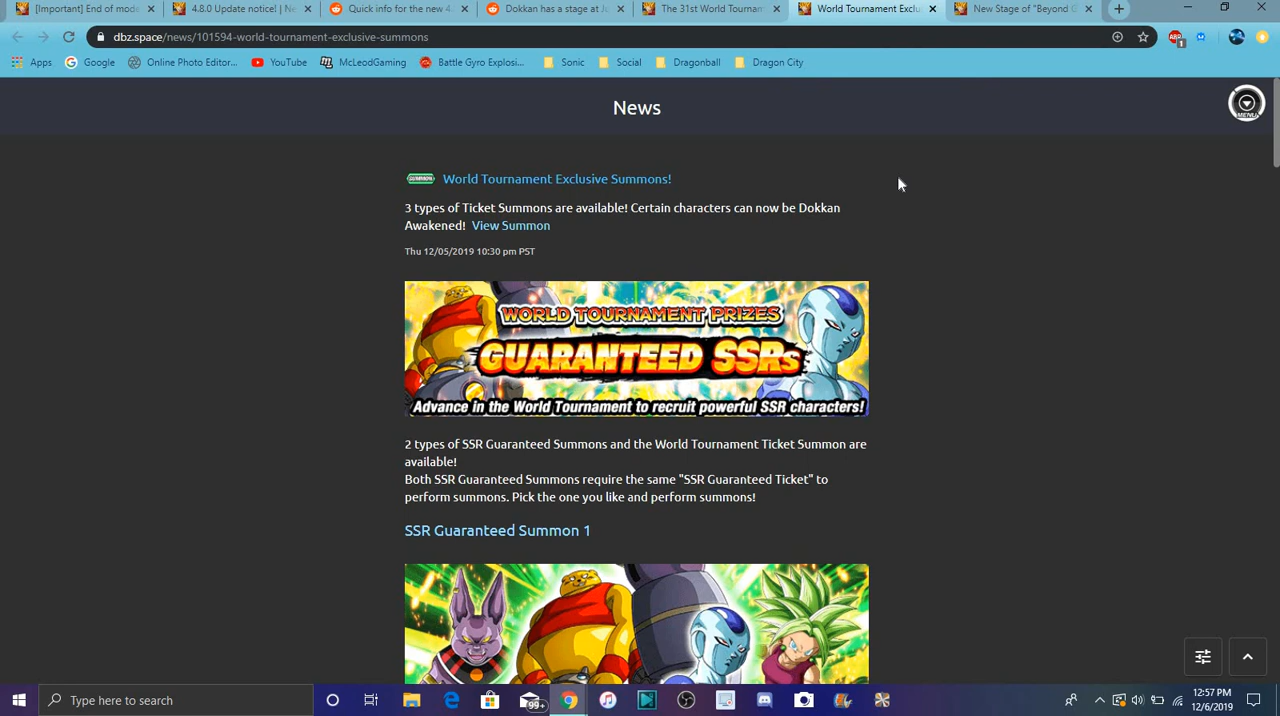 [Important] End of mode
4.8.0 Update notice! | Ne
Quick info for the new 4.
Dokkan has a stage at Ju
The 31st World Tournam
World Tournament Exclu
New Stage of "Beyond G
dbz.space/news/101594-world-tournament-exclusive-summons
Apps Google Online Photo Editor... YouTube McLeodGaming Battle Gyro Explosi... Sonic Social Dragonball Dragon City
News
MENU
World Tournament Exclusive Summons!
3 types of Ticket Summons are available! Certain characters can now be Dokkan
Awakened! View Summon
Thu 12/05/2019 10:30 pm PST
WORLD TOURNAMENT PRIZES
GUARANTEED SSRs
Advance in the World Tournament to recruit powerful SSR characters!
2 types of SSR Guaranteed Summons and the World Tournament Ticket Summon are
available!
Both SSR Guaranteed Summons require the same "SSR Guaranteed Ticket" to
perform summons. Pick the one you like and perform summons!
SSR Guaranteed Summon 1
Type here to search
99+
12:57 PM
12/6/2019